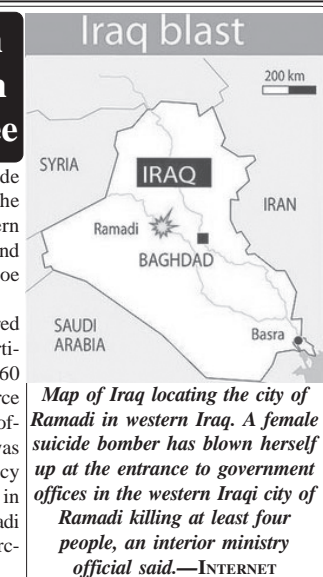 Iraq blast
200 km
SYRIA
IRAQ
IRAN
Ramadi
BAGHDAD
SAUDI
ARABIA
Basra
Map of Iraq locating the city of
Ramadi in western Iraq. A female
suicide bomber has blown herself
up at the entrance to government
offices in the western Iraqi city of
Ramadi killing at least four
people, an interior ministry
official said.—INTERNET